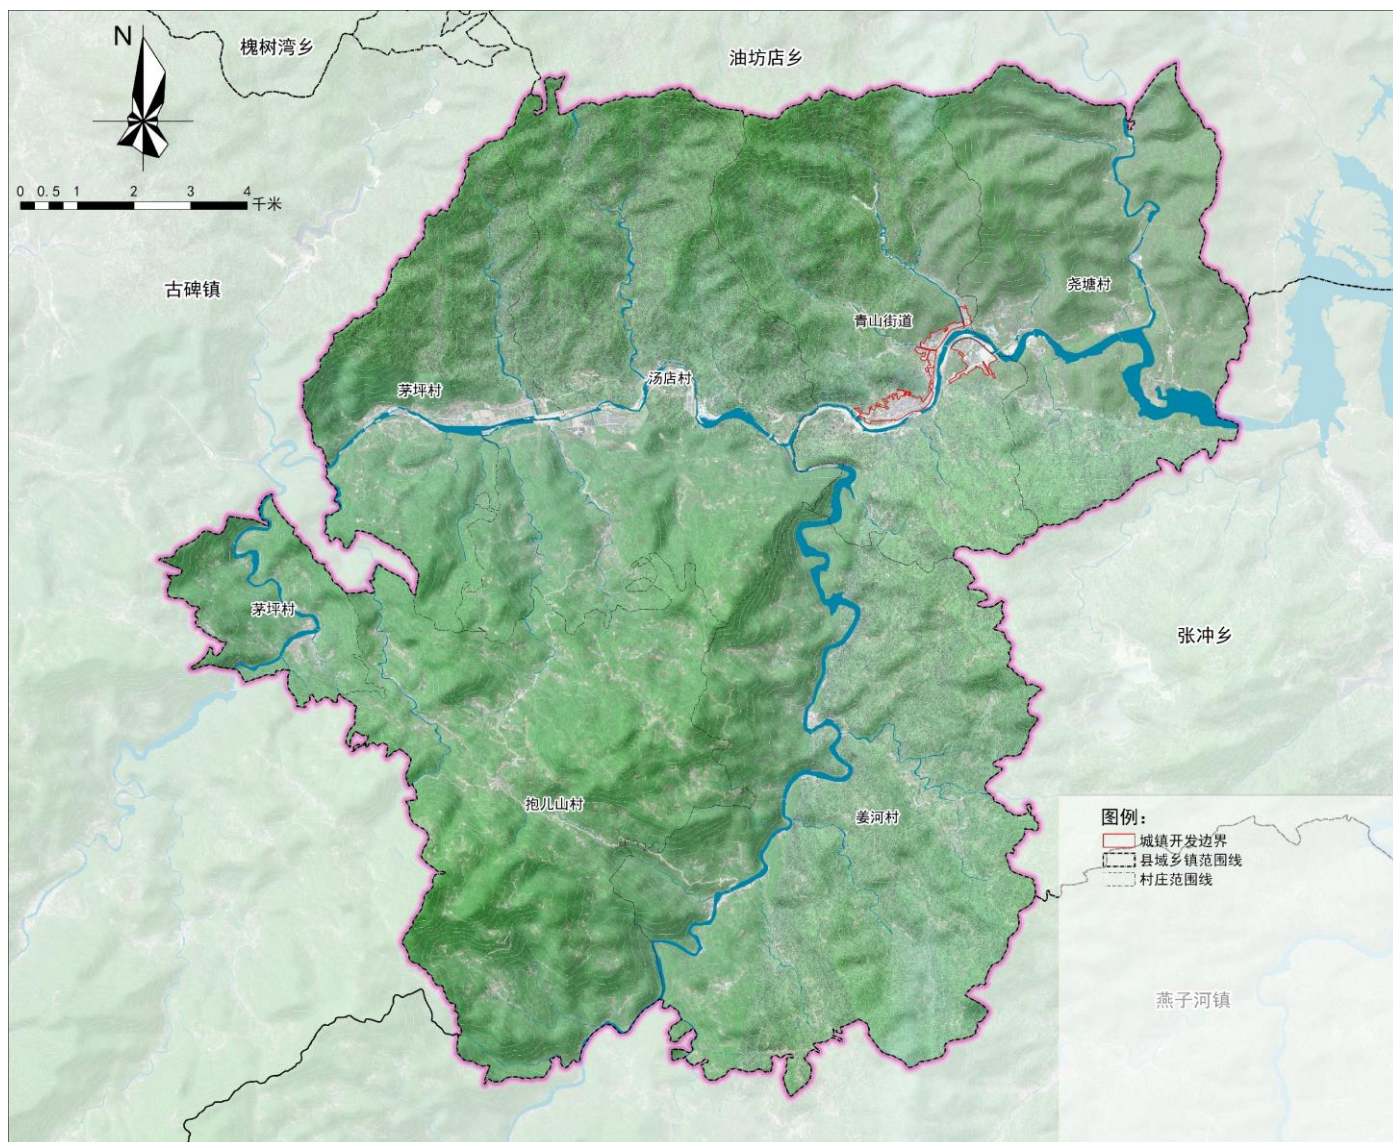 N
槐树湾乡
油坊店乡
0 0.5 1 2 3 4
千米
古碑镇
尧塘村
青山街道
汤店村
茅坪村
茅坪村
张冲乡
抱儿山村
姜河村
图例：
城镇开发边界
县域乡镇范围线
村庄范围线
燕子河镇